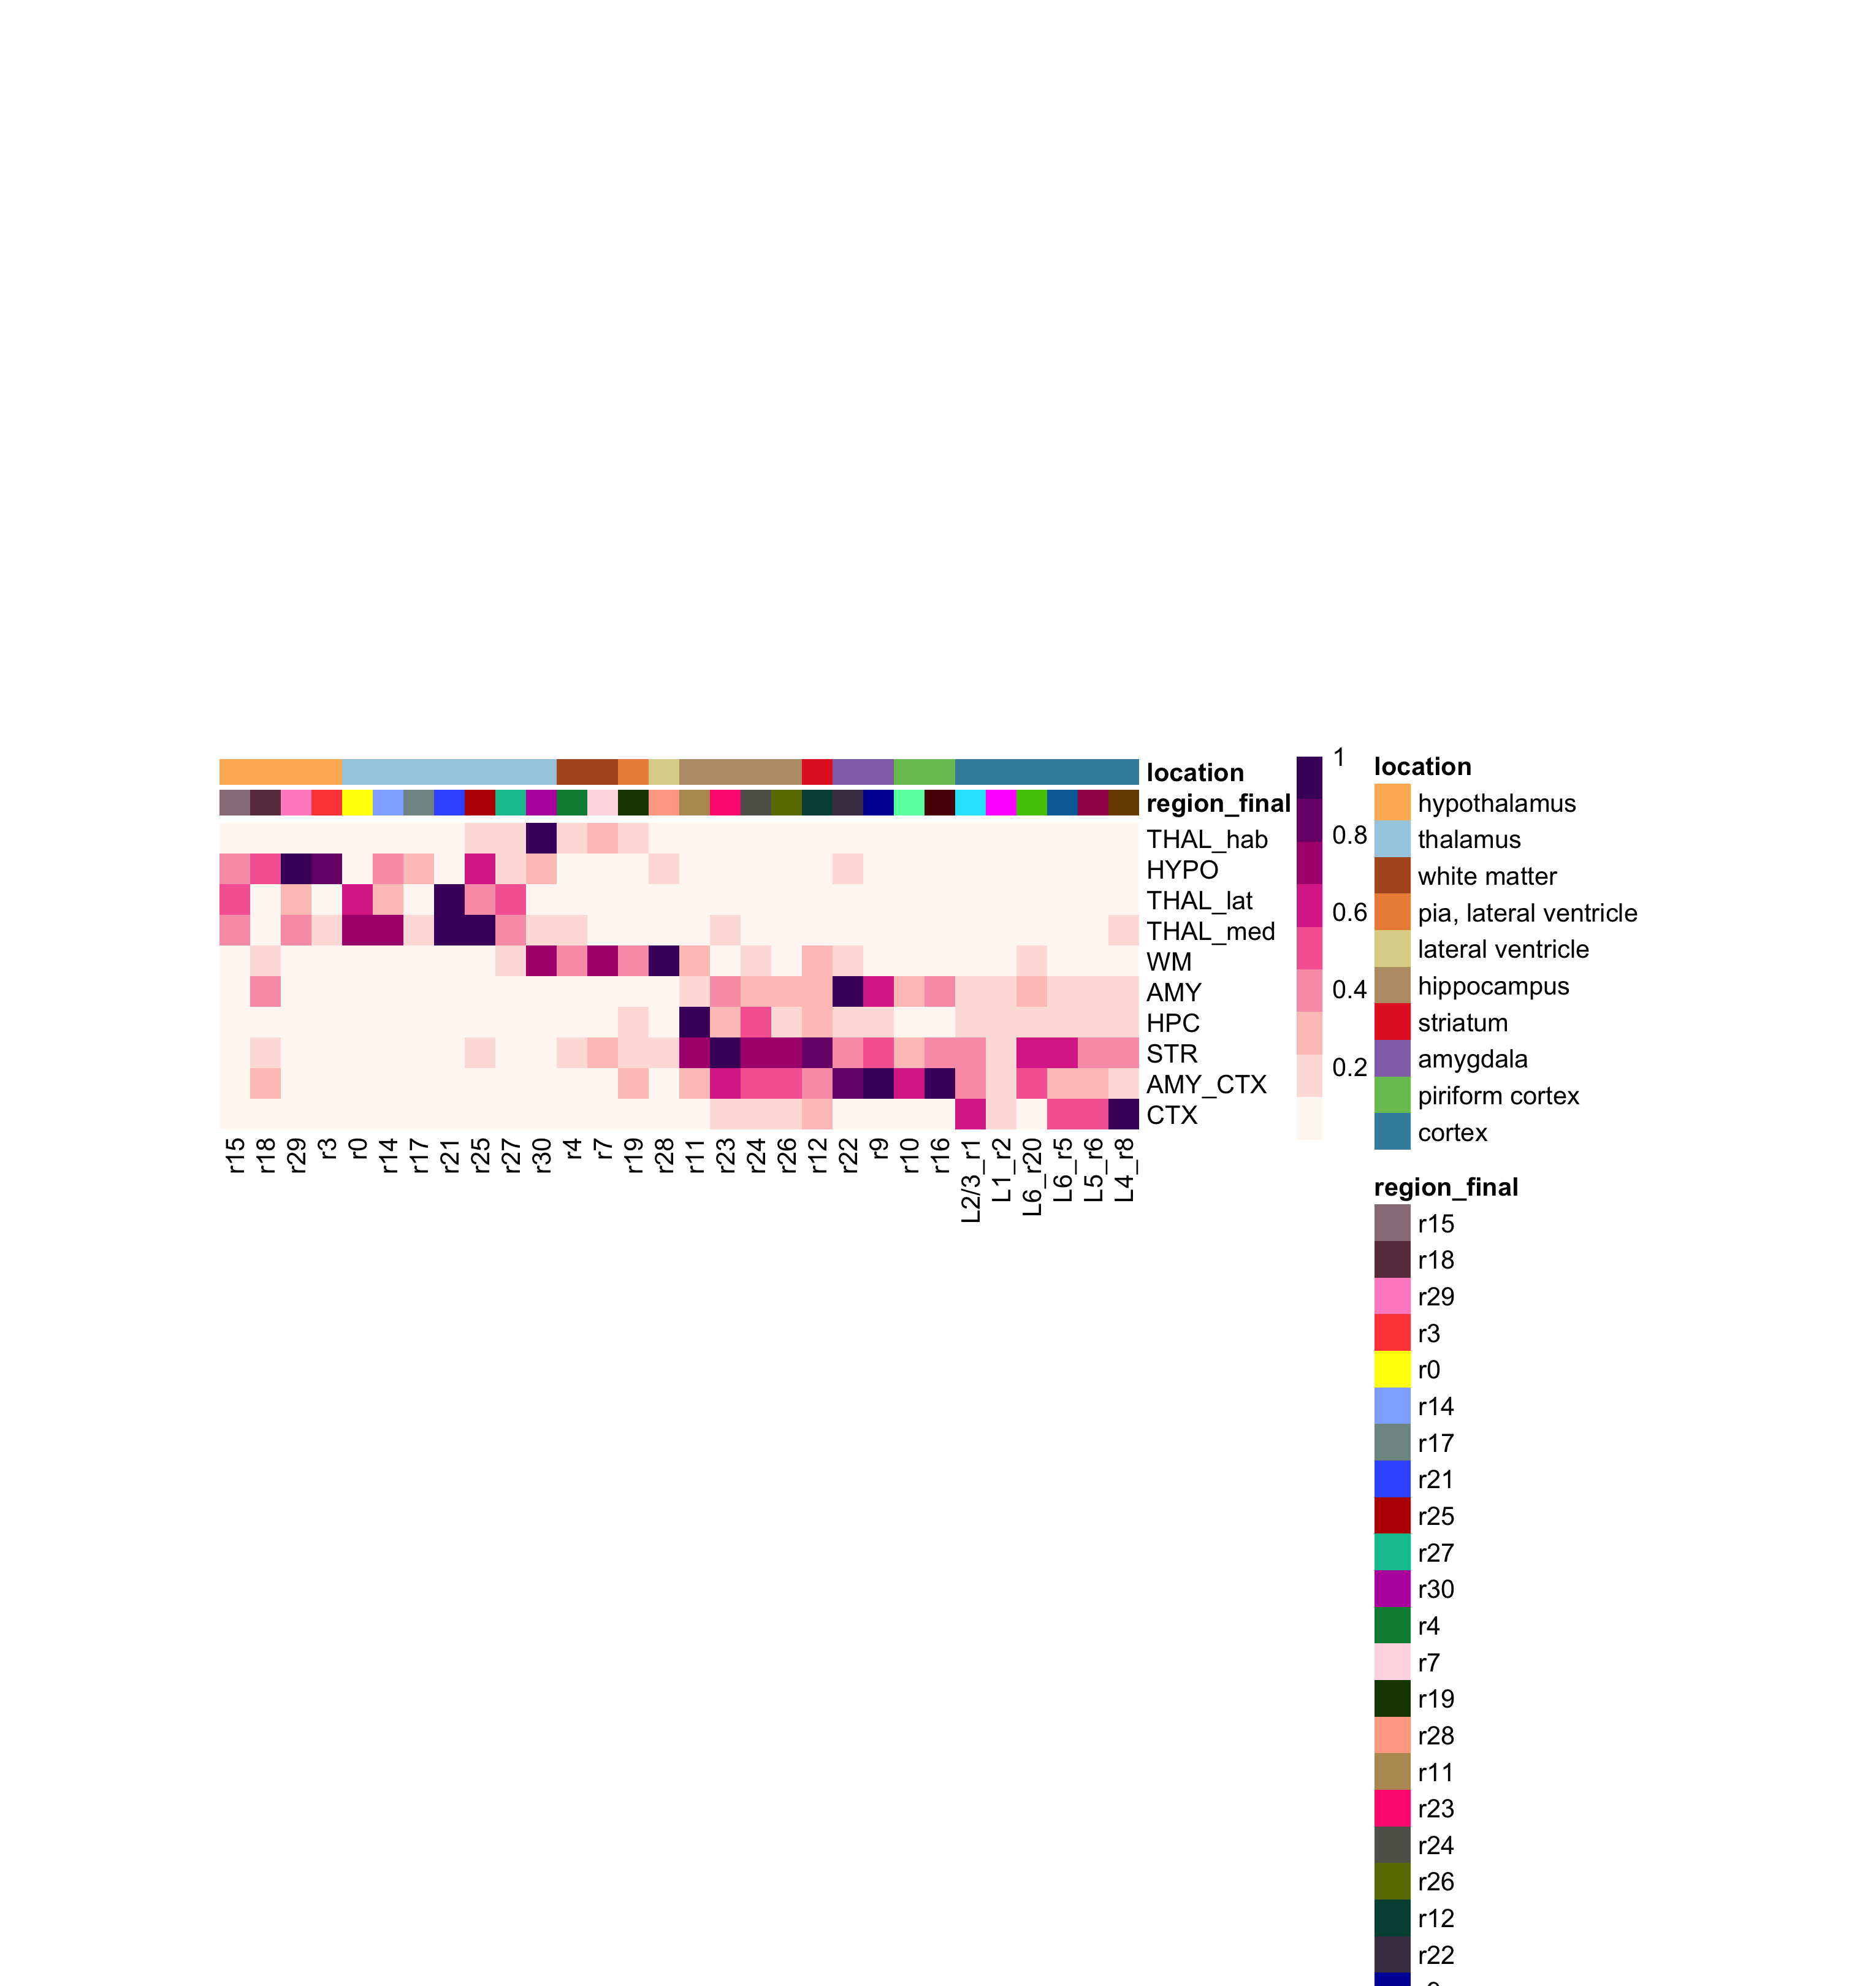 location
region_final
THAL_hab
HYPO
THAL_lat
THAL_med
WM
AMY
HPC
STR
AMY_CTX
CTX
r15
r18
r29
r3
r0
r14
r17
r21
r25
r27
r30
r4
r7
r19
r28
r11
r23
r24
r26
r12
r22
r9
r10
r16
L2/3_r1
L1_r2
L6_r20
L6_r5
L5_r6
L4_r8
1
0.8
0.6
0.4
0.2
location
hypothalamus
thalamus
white matter
pia, lateral ventricle
lateral ventricle
hippocampus
striatum
amygdala
piriform cortex
cortex
region_final
r15
r18
r29
r3
r0
r14
r17
r21
r25
r27
r30
r4
r7
r19
r28
r11
r23
r24
r26
r12
r22